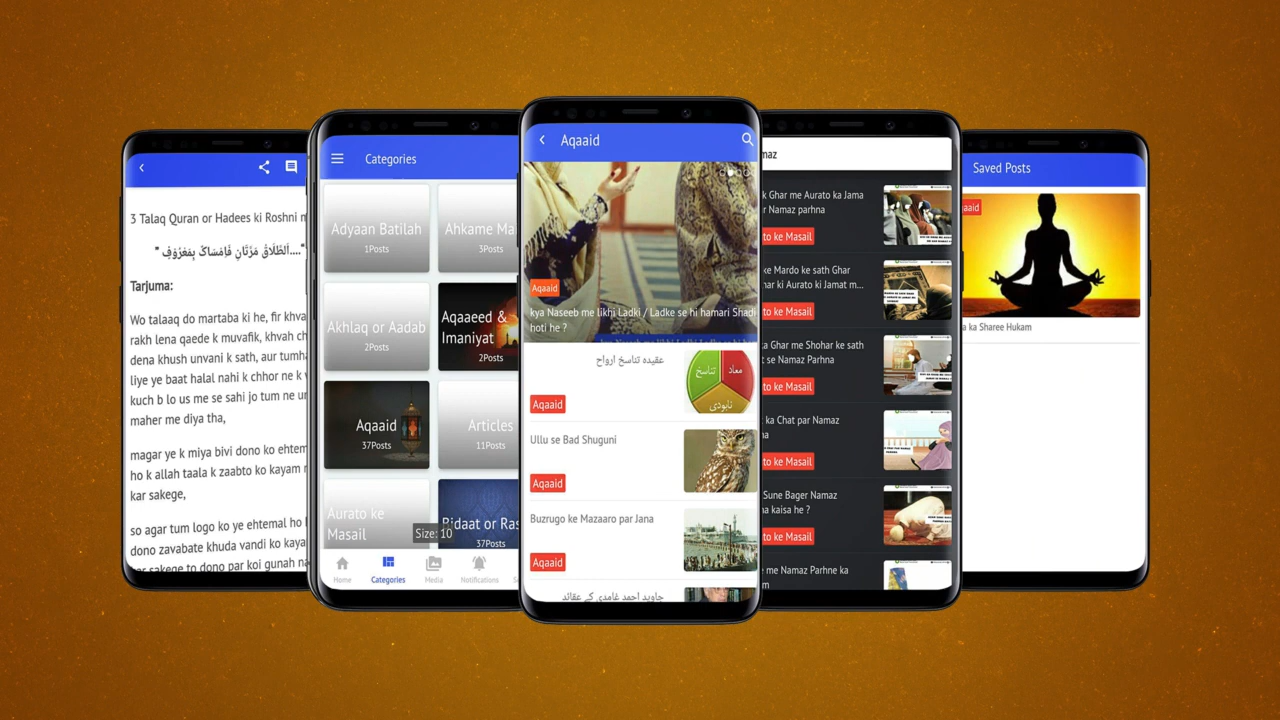 3 Talaq Quran or Hadees ki Roshni
Tarjuma:
Wo talaaq do martaba ki he, fir khva
rakh lena qaede k muvafik, khvah ch
dena khush unvani k sath, aur tumha
liye ye baat halal nahi k chhor ne k
kuch b lo us me se sahi jo tum ne
maher me diya tha,
magar ye k miya bivi dono ko ehtem
ho k allah taala k zaabto ko kayam
kar sakege,
so agar tum logo ko ye ehtemal ho
dono zavabate khuda vandi ko kaya
sakege to dono par koi gunah na
Categories
Adyaan Batilah
1Posts
Ahkame Ma
3Posts
Akhlaq or Aadab
2Posts
Aqaaeed &
Imaniyat
2Posts
Aqaaid
37Posts
Articles
11Posts
Aurato ke
Masail
Size: 10
Bidaat or Ras
37Posts
Home
Categories
Media
Notifications
Aqaaid
Aqaaid
kya Naseeb me likhi Ladki / Ladke se hi hamari Shadi
hoti he ?
عقیدہ تناسخ ارواح
تناسخ
معاد
نابودی
Aqaaid
Ullu se Bad Shuguni
Aqaaid
Buzrugo ke Mazaaro par Jana
Aqaaid
جاوید احمد غامدی کے عقائد
maz
k Ghar me Aurato ka Jama
r Namaz parhna
to ke Masail
ke Mardo ke sath Ghar
ar ki Aurato ki Jamat m...
to ke Masail
ka Ghar me Shohar ke sath
t se Namaz Parhna
to ke Masail
ka Chat par Namaz
na
to ke Masail
Sune Bager Namaz
na kaisa he ?
to ke Masail
e me Namaz Parhne ka
m
Saved Posts
aaid
a ka Sharee Hukam